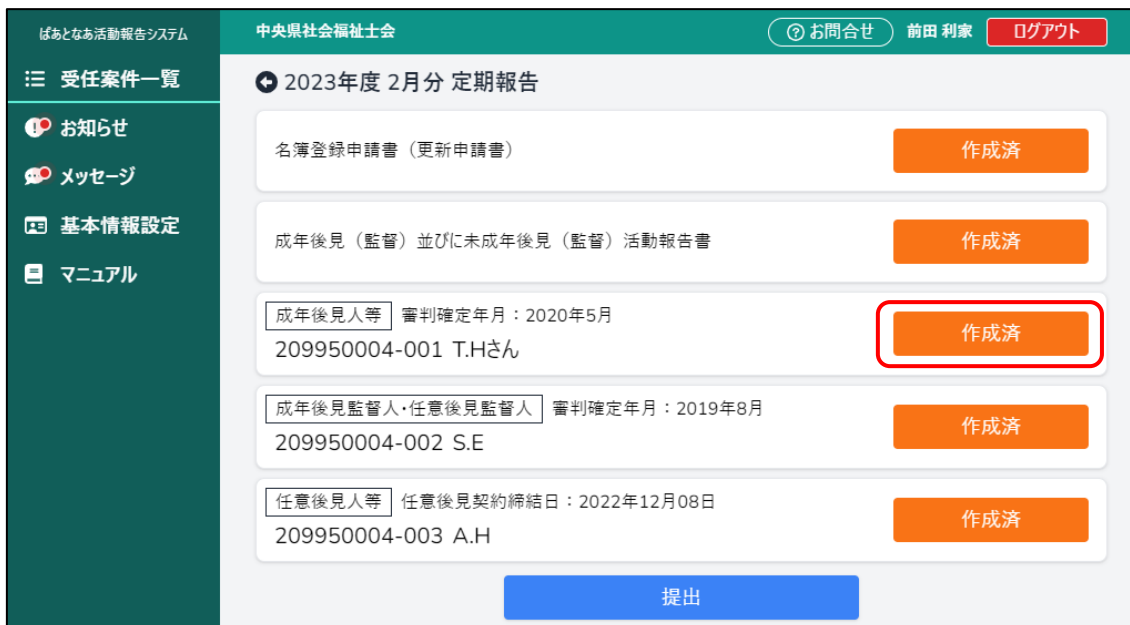 ぱあとなあ活動報告システム
中央県社会福祉士会
お問合せ
前田 利家
ログアウト
受任案件一覧
お知らせ
メッセージ
基本情報設定
マニュアル
2023年度 2月分 定期報告
名簿登録申請書（更新申請書）
作成済
成年後見（監督）並びに未成年後見（監督）活動報告書
作成済
成年後見人等 審判確定年月：2020年5月
209950004-001 T.Hさん
作成済
成年後見監督人・任意後見監督人 審判確定年月：2019年8月
209950004-002 S.E
作成済
任意後見人等 任意後見契約締結日：2022年12月08日
209950004-003 A.H
作成済
提出